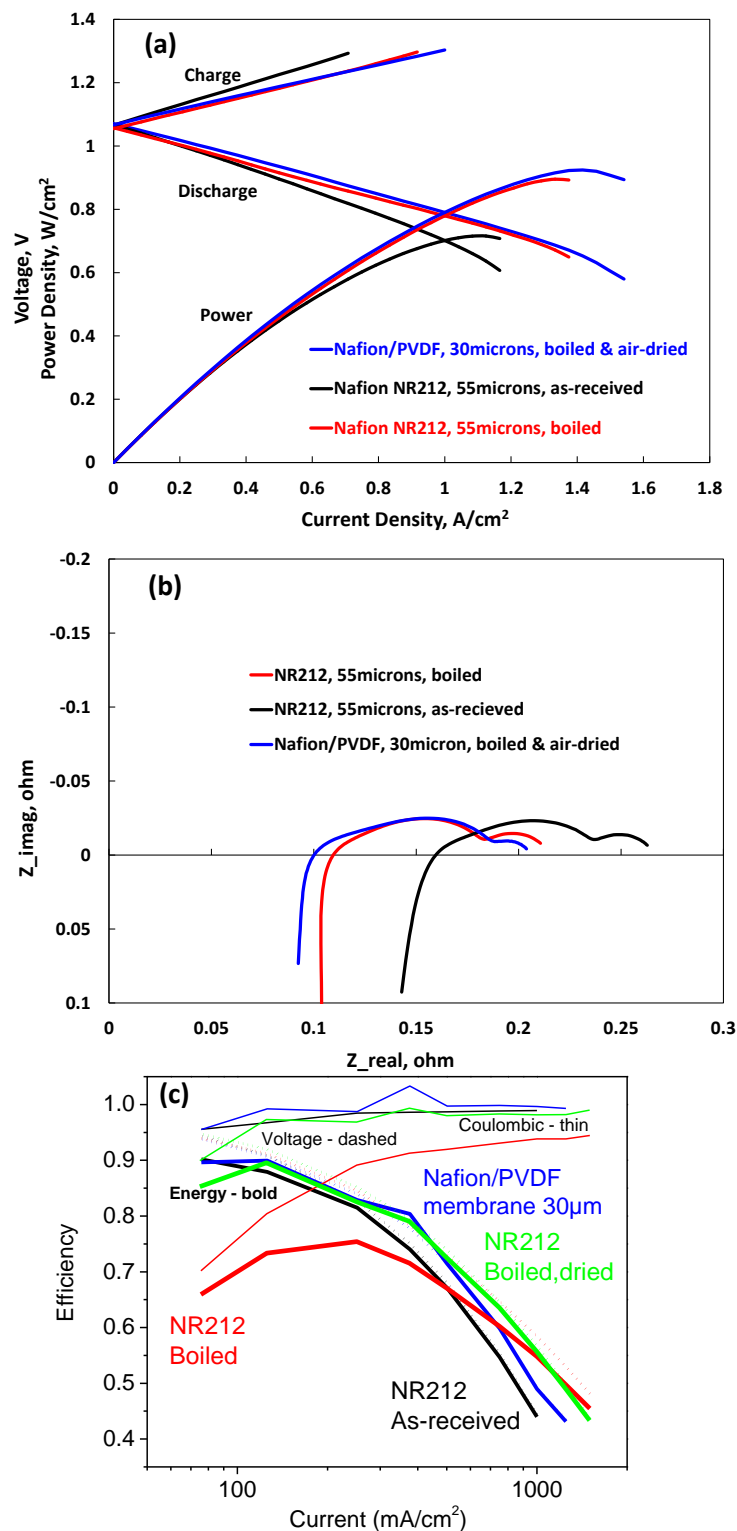 (a)
Charge
Discharge
Power
Nafion/PVDF, 30microns, boiled & air-dried
Nafion NR212, 55microns, as-received
Nafion NR212, 55microns, boiled
Voltage, V
Power Density, W/cm²
1.4
1.2
1
0.8
0.6
0.4
0.2
0
0 0.2 0.4 0.6 0.8 1 1.2 1.4 1.6 1.8
Current Density, A/cm²
(b)
NR212, 55microns, boiled
NR212, 55microns, as-recieved
Nafion/PVDF, 30micron, boiled & air-dried
Z_imag, ohm
-0.2
-0.15
-0.1
-0.05
0
0.05
0.1
0 0.05 0.1 0.15 0.2 0.25 0.3
Z_real, ohm
(c)
Voltage - dashed
Coulombic - thin
Energy - bold
Nafion/PVDF
membrane 30µm
NR212
Boiled,dried
NR212
Boiled
NR212
As-received
Efficiency
1.0
0.9
0.8
0.7
0.6
0.5
0.4
100 1000
Current (mA/cm²)